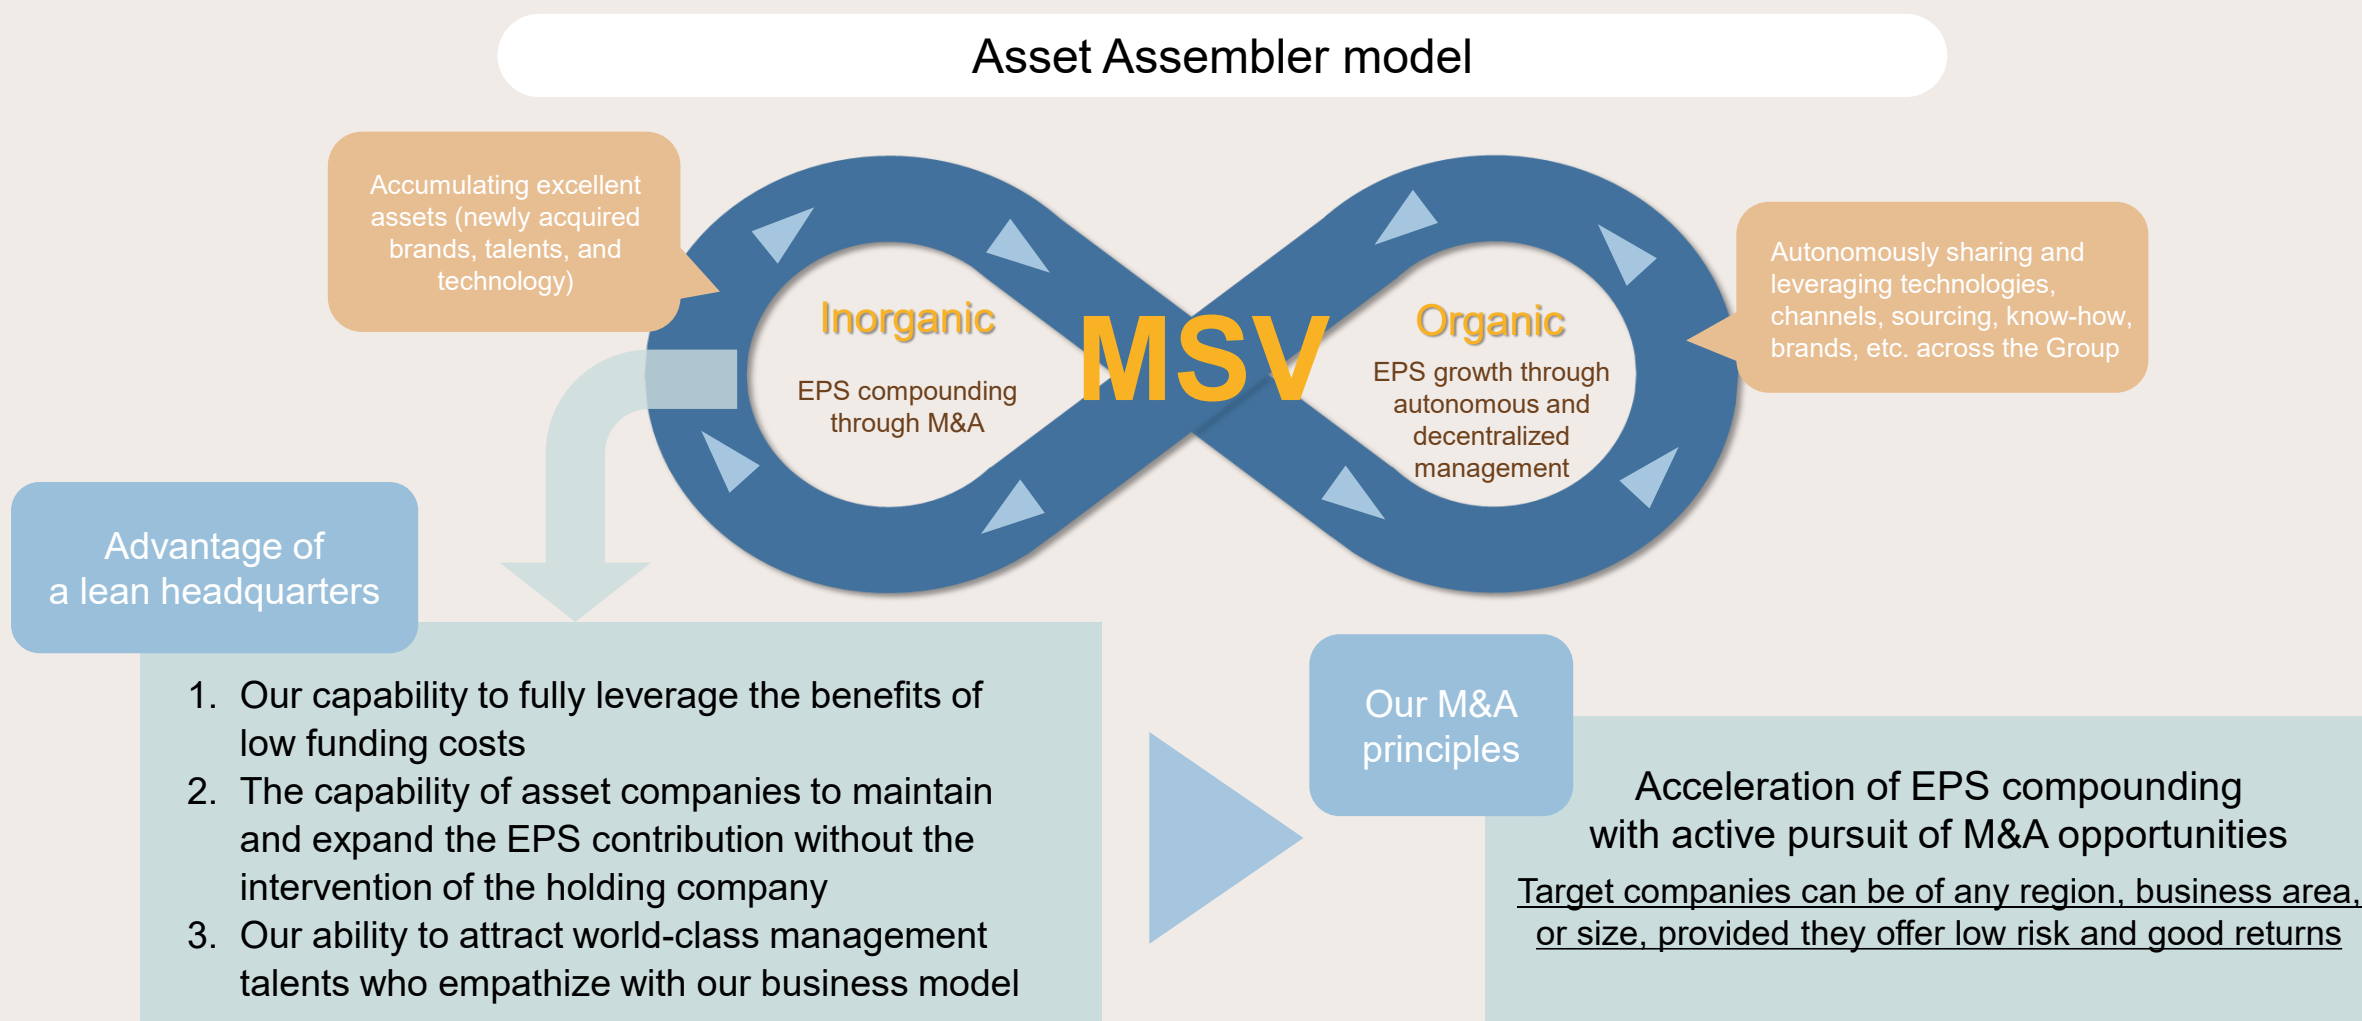 Asset Assembler model
Accumulating excellent
assets (newly acquired
brands, talents, and
technology)
Inorganic
EPS compounding
through M&A
MSV
Organic
EPS growth through
autonomous and
decentralized
management
Autonomously sharing and
leveraging technologies,
channels, sourcing, know-how,
brands, etc. across the Group
Advantage of
a lean headquarters
1. Our capability to fully leverage the benefits of
low funding costs
2. The capability of asset companies to maintain
and expand the EPS contribution without the
intervention of the holding company
3. Our ability to attract world-class management
talents who empathize with our business model
Our M&A
principles
Acceleration of EPS compounding
with active pursuit of M&A opportunities
Target companies can be of any region, business area,
or size, provided they offer low risk and good returns